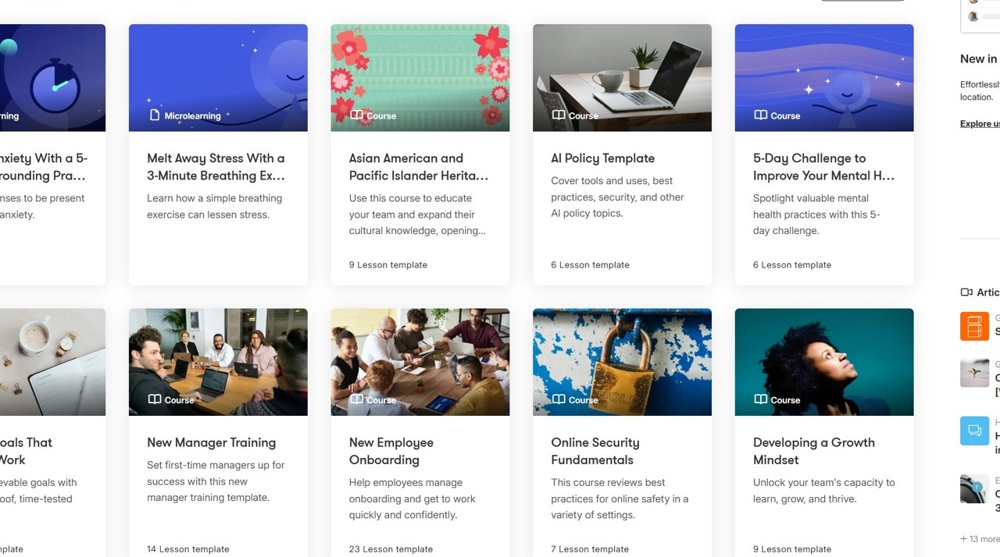 rning
nxiety With a 5-
rounding Pra...
nses to be present
anxiety.
Microlearning
Melt Away Stress With a
3-Minute Breathing Ex...
Learn how a simple breathing
exercise can lessen stress.
Course
Asian American and
Pacific Islander Herita...
Use this course to educate
your team and expand their
cultural knowledge, opening...
9 Lesson template
Course
AI Policy Template
Cover tools and uses, best
practices, security, and other
AI policy topics.
6 Lesson template
Course
5-Day Challenge to
Improve Your Mental H...
Spotlight valuable mental
health practices with this 5-
day challenge.
6 Lesson template
New in
Effortlessl
location.
Explore us
oals That
Work
evable goals with
oof, time-tested
mplate
Course
New Manager Training
Set first-time managers up for
success with this new
manager training template.
14 Lesson template
Course
New Employee
Onboarding
Help employees manage
onboarding and get to work
quickly and confidently.
23 Lesson template
Course
Online Security
Fundamentals
This course reviews best
practices for online safety in a
variety of settings.
7 Lesson template
Course
Developing a Growth
Mindset
Unlock your team's capacity to
learn, grow, and thrive.
9 Lesson template
Artic
+ 13 more